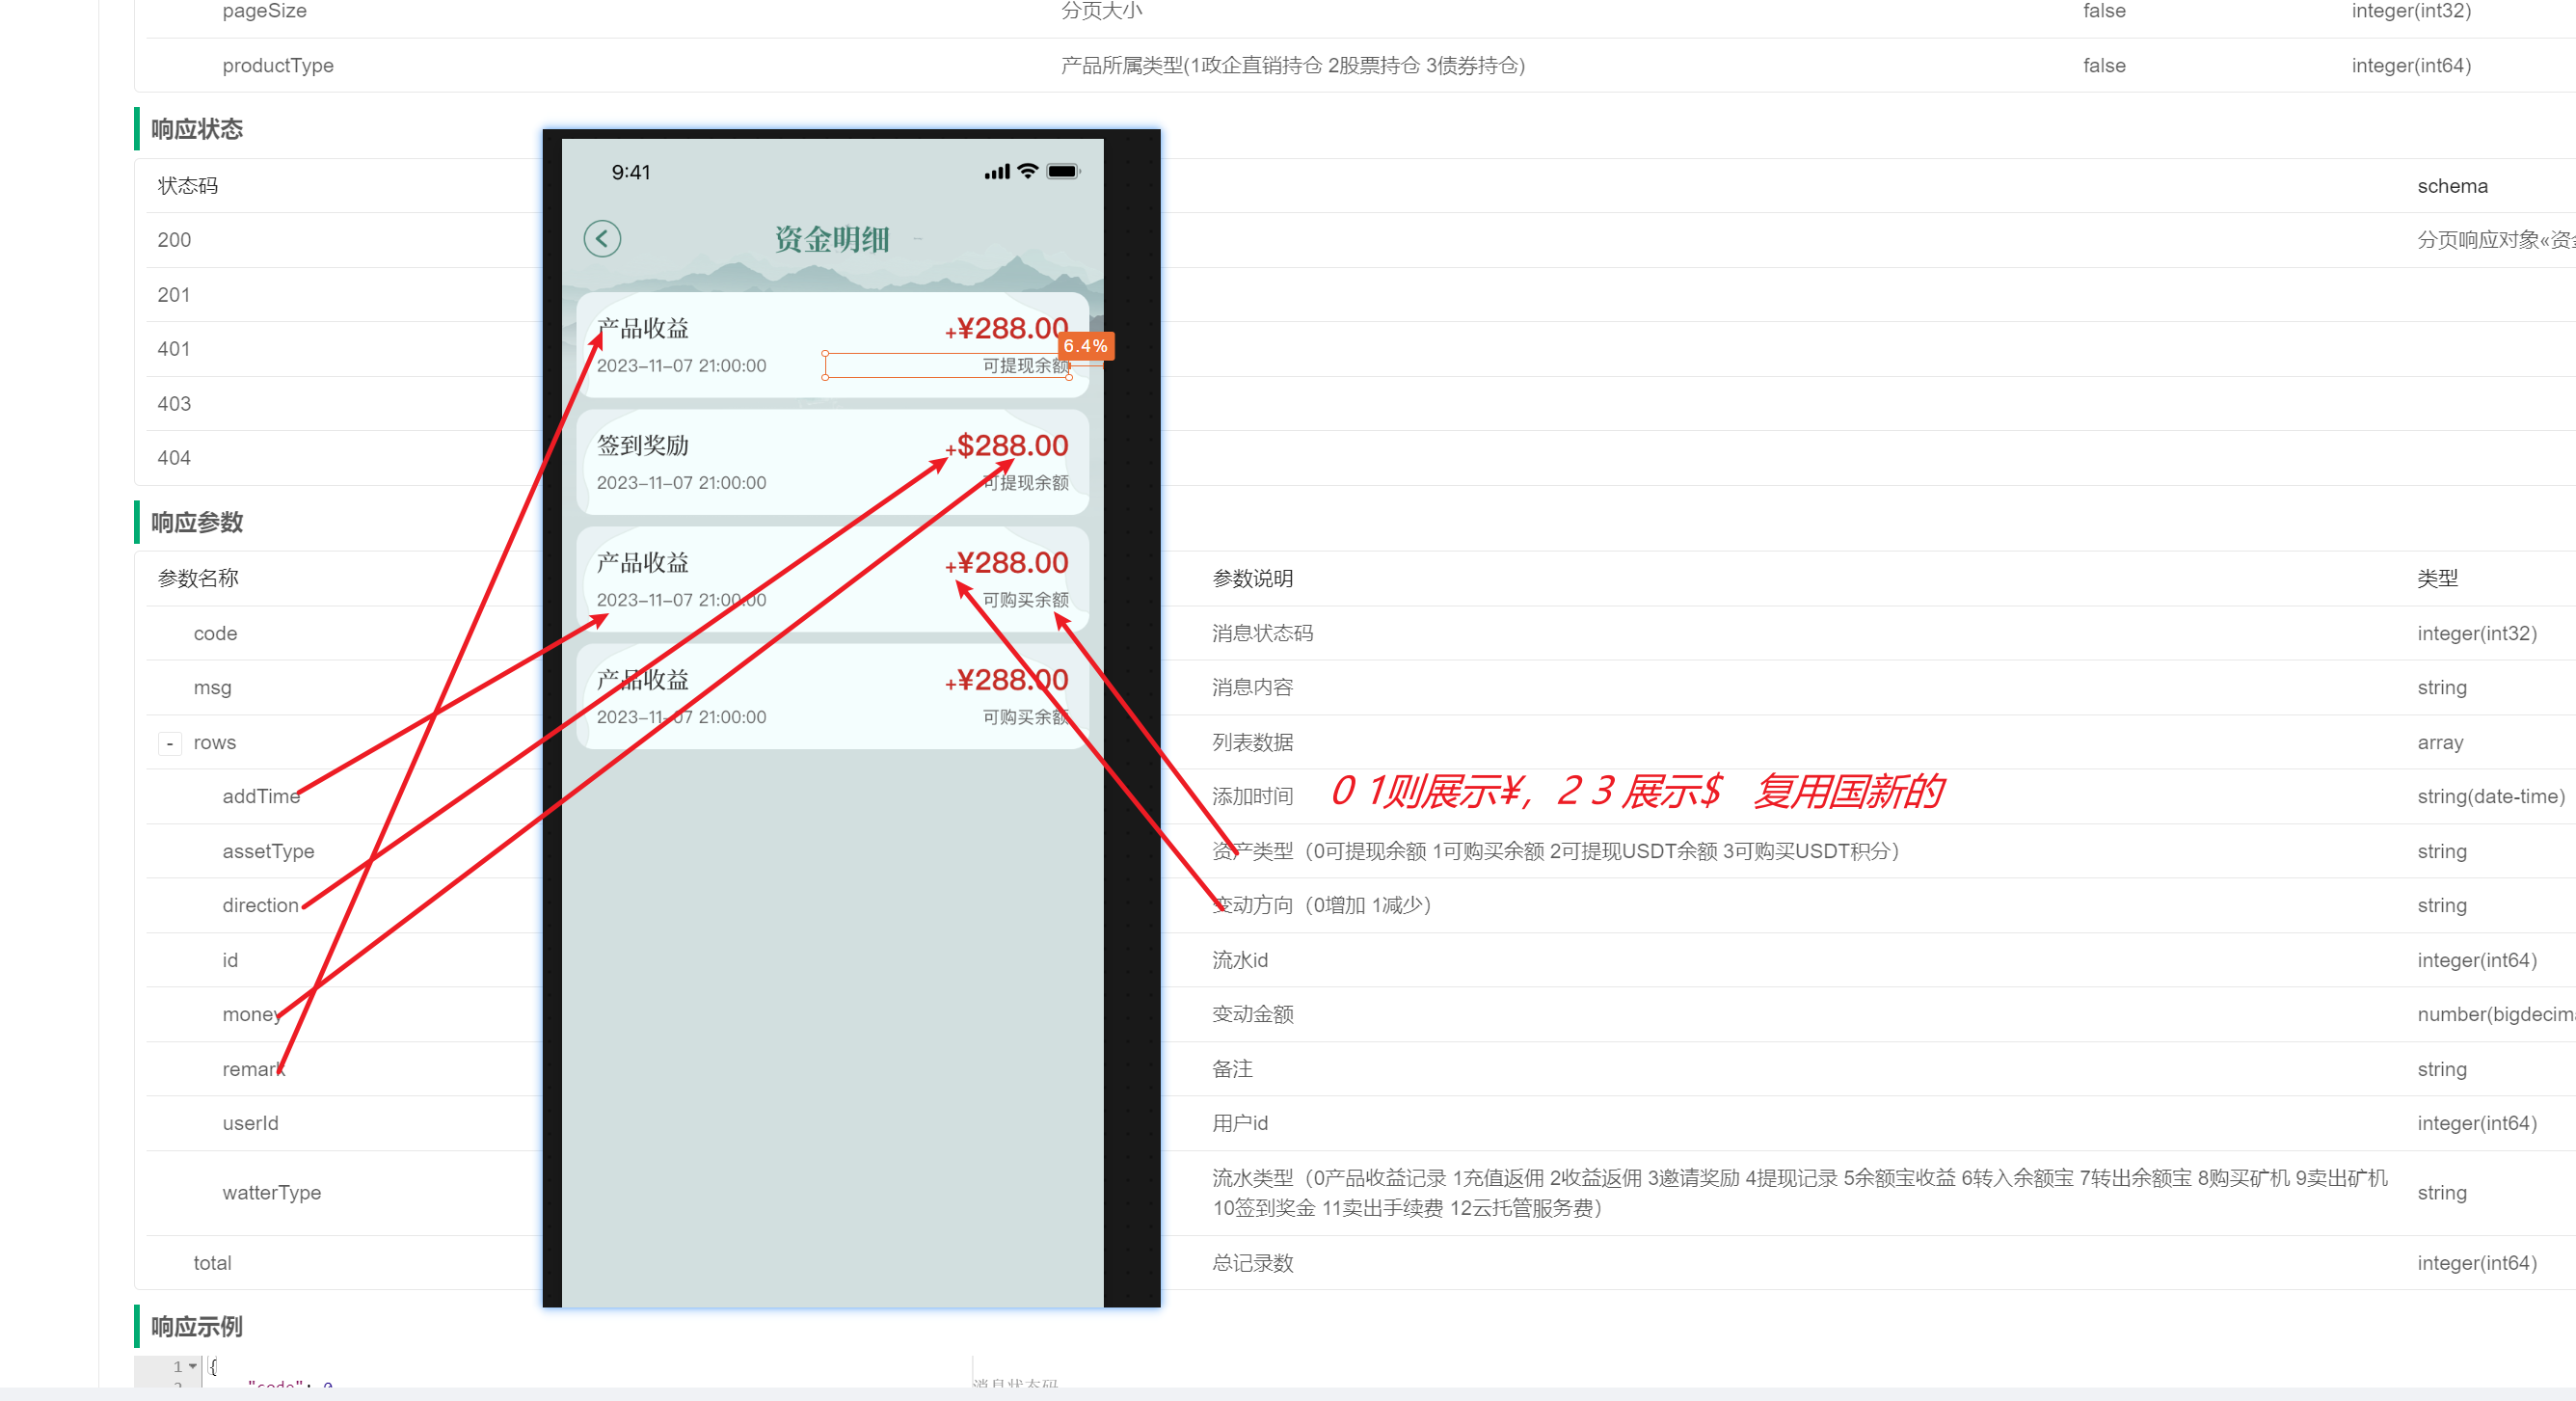 pageSize 分页大小 false integer(int32)
productType 产品所属类型(1政企直销持仓 2股票持仓 3债券持仓) false integer(int64)
响应状态
状态码 schema
200 分页响应对象«资金
201
401
403
404
9:41
资金明细
产品收益 +¥288.00
6.4%
2023-11-07 21:00:00 可提现余额
签到奖励 +$288.00
2023-11-07 21:00:00 可提现余额
产品收益 +¥288.00
2023-11-07 21:00:00 可购买余额
产品收益 +¥288.00
2023-11-07 21:00:00 可购买余额
响应参数
参数名称 参数说明 类型
code 消息状态码 integer(int32)
msg 消息内容 string
- rows 列表数据 array
addTime 添加时间 string(date-time)
0 1则展示¥, 2 3 展示$ 复用国新的
assetType 资产类型（0可提现余额 1可购买余额 2可提现USDT余额 3可购买USDT积分） string
direction 变动方向（0增加 1减少） string
id 流水id integer(int64)
money 变动金额 number(bigdecima
remark 备注 string
userId 用户id integer(int64)
watterType 流水类型（0产品收益记录 1充值返佣 2收益返佣 3邀请奖励 4提现记录 5余额宝收益 6转入余额宝 7转出余额宝 8购买矿机 9卖出矿机 string
10签到奖金 11卖出手续费 12云托管服务费）
total 总记录数 integer(int64)
响应示例
1 {
2 "code": 0 消息状态码